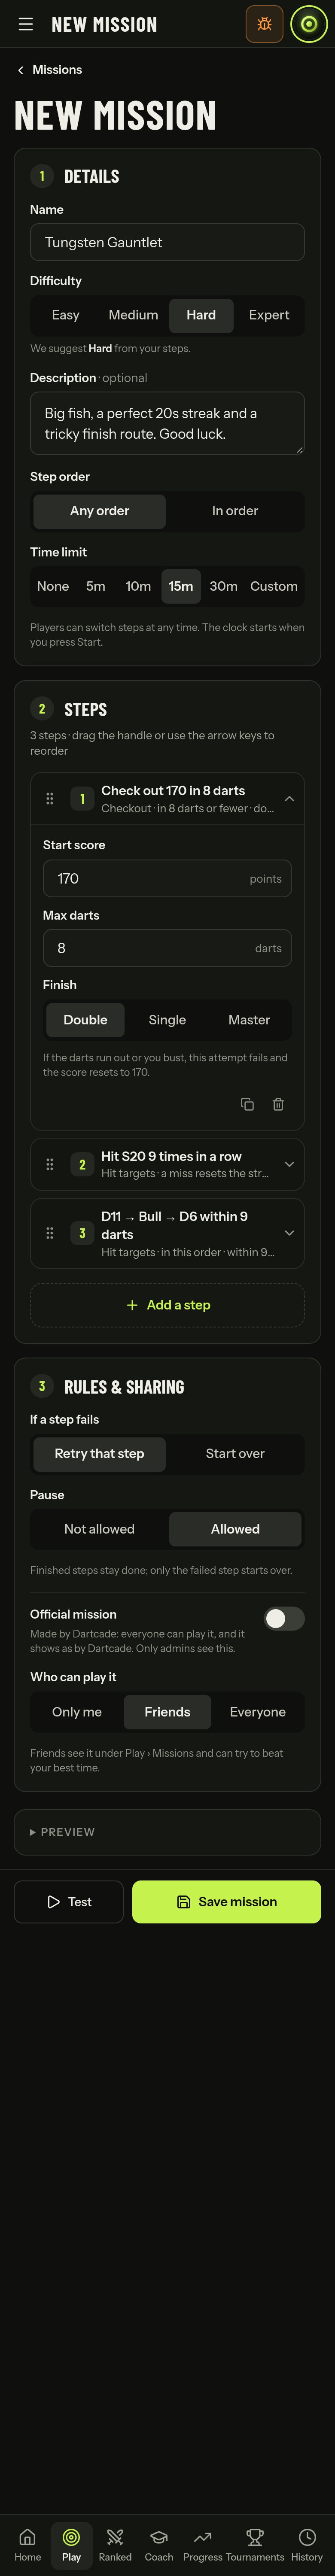 NEW MISSION
Missions
NEW MISSION
1 DETAILS
Name
Tungsten Gauntlet
Difficulty
Easy Medium Hard Expert
We suggest Hard from your steps.
Description · optional
Big fish, a perfect 20s streak and a
tricky finish route. Good luck.
Step order
Any order In order
Time limit
None 5m 10m 15m 30m Custom
Players can switch steps at any time. The clock starts when
you press Start.
2 STEPS
3 steps · drag the handle or use the arrow keys to
reorder
1 Check out 170 in 8 darts
Checkout · in 8 darts or fewer · do…
Start score
170 points
Max darts
8 darts
Finish
Double Single Master
If the darts run out or you bust, this attempt fails and
the score resets to 170.
2 Hit S20 9 times in a row
Hit targets · a miss resets the str…
3 D11 → Bull → D6 within 9
darts
Hit targets · in this order · within 9…
+ Add a step
3 RULES & SHARING
If a step fails
Retry that step Start over
Pause
Not allowed Allowed
Finished steps stay done; only the failed step starts over.
Official mission
Made by Dartcade: everyone can play it, and it
shows as by Dartcade. Only admins see this.
Who can play it
Only me Friends Everyone
Friends see it under Play › Missions and can try to beat
your best time.
PREVIEW
Test Save mission
Home Play Ranked Coach Progress Tournaments History